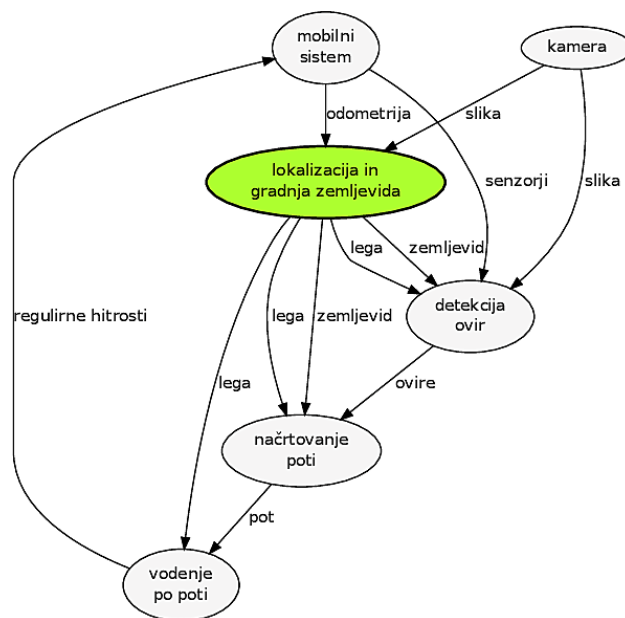 mobilni
sistem
kamera
odometrija
slika
lokalizacija in
gradnja zemljevida
senzorji
slika
lega
zemljevid
detekcija
ovir
regulirne hitrosti
lega
zemljevid
lega
ovire
načrtovanje
poti
pot
vodenje
po poti